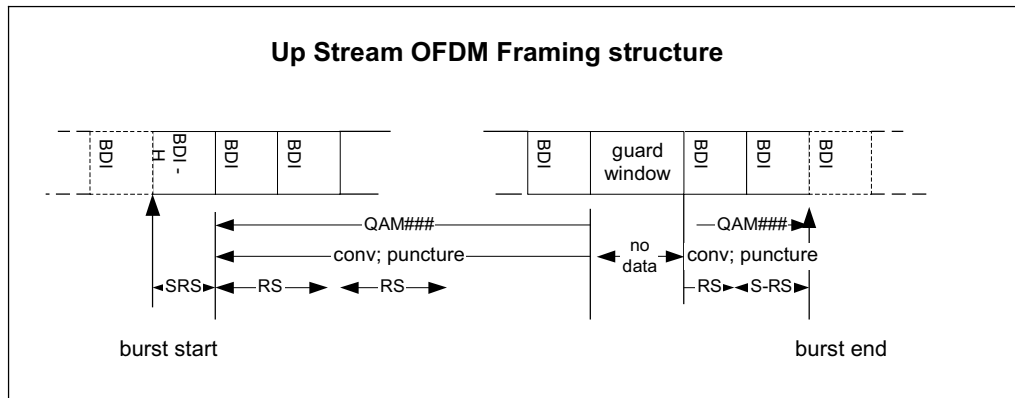 Up Stream OFDM Framing structure
BDI
BDI -
H
BDI
BDI
BDI
guard
window
BDI
BDI
BDI
QAM###
QAM###
conv; puncture
no
data
conv; puncture
SRS
RS
RS
RS
S-RS
burst start
burst end